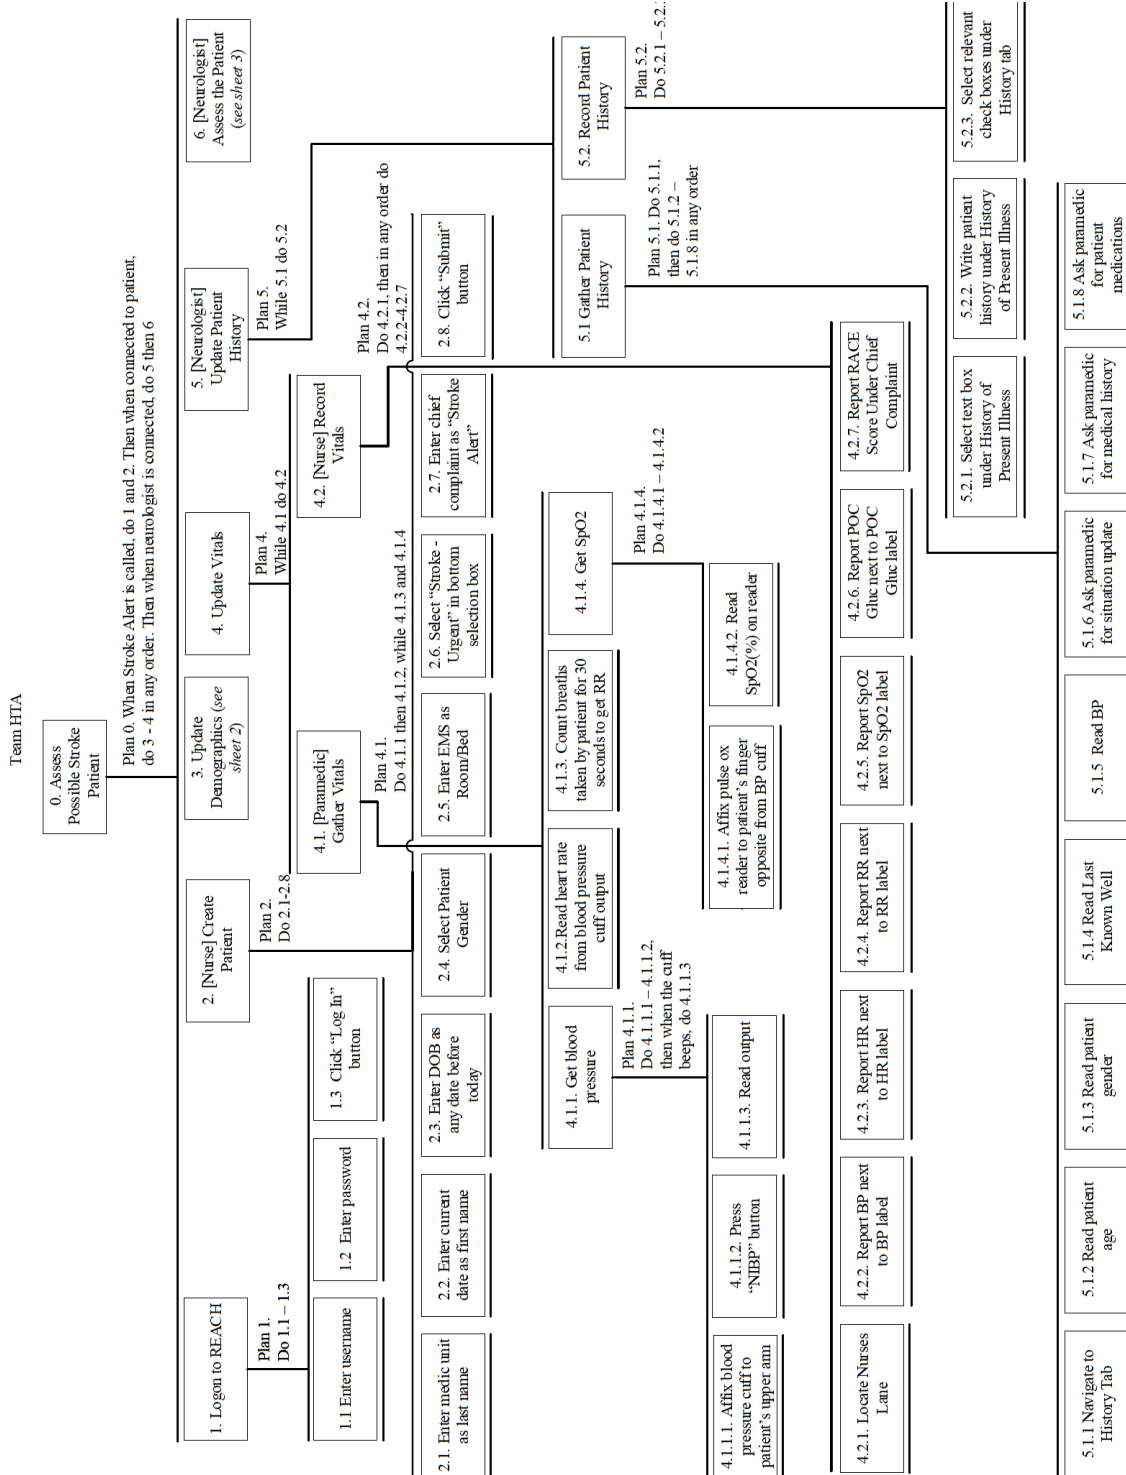 Team HTA
0. Assess
Possible Stroke
Patient
Plan 0. When Stroke Alert is called, do 1 and 2. Then when connected to patient,
do 3 - 4 in any order. Then when neurologist is connected, do 5 then 6
1. Logon to REACH
2. [Nurse] Create
Patient
3. Update
Demographics (see
sheet 2)
4. Update Vitals
5. [Neurologist]
Update Patient
History
6. [Neurologist]
Assess the Patient
(see sheet 3)
Plan 1.
Do 1.1 – 1.3
Plan 2.
Do 2.1-2.8
Plan 4.
While 4.1 do 4.2
Plan 5.
While 5.1 do 5.2
1.1 Enter username
1.2 Enter password
1.3 Click “Log In”
button
4.1. [Paramedic]
Gather Vitals
4.2. [Nurse] Record
Vitals
Plan 4.1.
Do 4.1.1 then 4.1.2, while 4.1.3 and 4.1.4
Plan 4.2.
Do 4.2.1, then in any order do
4.2.2-4.2.7
2.1. Enter medic unit
as last name
2.2. Enter current
date as first name
2.3. Enter DOB as
any date before
today
2.4. Select Patient
Gender
2.5. Enter EMS as
Room/Bed
2.6. Select “Stroke -
Urgent” in bottom
selection box
2.7. Enter chief
complaint as “Stroke
Alert”
2.8. Click “Submit”
button
4.1.1. Get blood
pressure
4.1.2.Read heart rate
from blood pressure
cuff output
4.1.3. Count breaths
taken by patient for 30
seconds to get RR
4.1.4. Get SpO2
5.1 Gather Patient
History
5.2. Record Patient
History
Plan 4.1.1.
Do 4.1.1.1 – 4.1.1.2,
then when the cuff
beeps, do 4.1.1.3
Plan 4.1.4.
Do 4.1.4.1 – 4.1.4.2
Plan 5.1. Do 5.1.1,
then do 5.1.2 –
5.1.8 in any order
Plan 5.2.
Do 5.2.1 – 5.2.
4.1.1.1. Affix blood
pressure cuff to
patient's upper arm
4.1.1.2. Press
“NIBP” button
4.1.1.3. Read output
4.1.4.1. Affix pulse ox
reader to patient's finger
opposite from BP cuff
4.1.4.2. Read
SpO2(%) on reader
4.2.1. Locate Nurses
Lane
4.2.2. Report BP next
to BP label
4.2.3. Report HR next
to HR label
4.2.4. Report RR next
to RR label
4.2.5. Report SpO2
next to SpO2 label
4.2.6. Report POC
Gluc next to POC
Gluc label
4.2.7. Report RACE
Score Under Chief
Complaint
5.2.1. Select text box
under History of
Present Illness
5.2.2. Write patient
history under History
of Present Illness
5.2.3. Select relevant
check boxes under
History tab
5.1.1 Navigate to
History Tab
5.1.2 Read patient
age
5.1.3 Read patient
gender
5.1.4 Read Last
Known Well
5.1.5 Read BP
5.1.6 Ask paramedic
for situation update
5.1.7 Ask paramedic
for medical history
5.1.8 Ask paramedic
for patient
medications